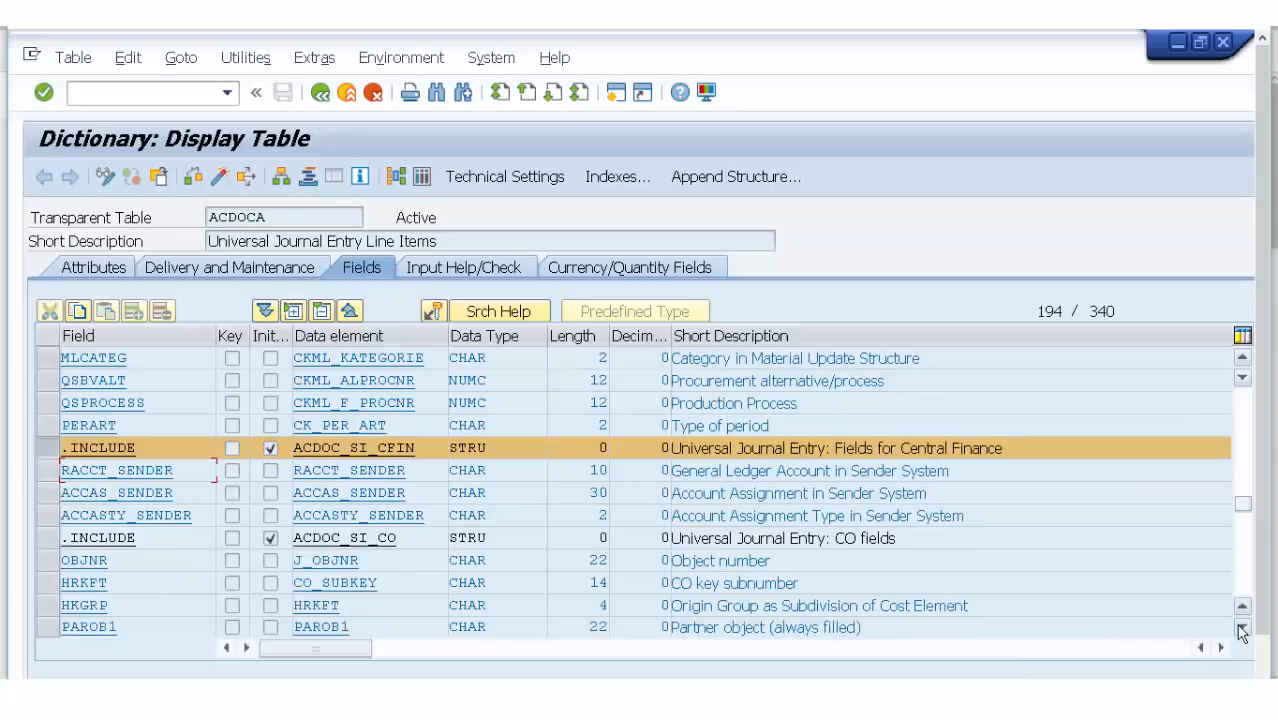 Table Edit Goto Utilities Extras Environment System Help
Dictionary: Display Table
Technical Settings Indexes... Append Structure...
Transparent Table ACDOCA Active
Short Description Universal Journal Entry Line Items
Attributes Delivery and Maintenance Fields Input Help/Check Currency/Quantity Fields
Srch Help Predefined Type 194 / 340
Field Key Init... Data element Data Type Length Decim... Short Description
MLCATEG CKML_KATEGORIE CHAR 2 0 Category in Material Update Structure
QSBVALT CKML_ALPROCNR NUMC 12 0 Procurement alternative/process
QSPROCESS CKML_F_PROCNR NUMC 12 0 Production Process
PERART CK_PER_ART CHAR 2 0 Type of period
.INCLUDE ACDOC_SI_CFIN STRU 0 0 Universal Journal Entry: Fields for Central Finance
RACCT_SENDER RACCT_SENDER CHAR 10 0 General Ledger Account in Sender System
ACCAS_SENDER ACCAS_SENDER CHAR 30 0 Account Assignment in Sender System
ACCASTY_SENDER ACCASTY_SENDER CHAR 2 0 Account Assignment Type in Sender System
.INCLUDE ACDOC_SI_CO STRU 0 0 Universal Journal Entry: CO fields
OBJNR J_OBJNR CHAR 22 0 Object number
HRKFT CO_SUBKEY CHAR 14 0 CO key subnumber
HKGRP HRKFT CHAR 4 0 Origin Group as Subdivision of Cost Element
PAROB1 PAROB1 CHAR 22 0 Partner object (always filled)